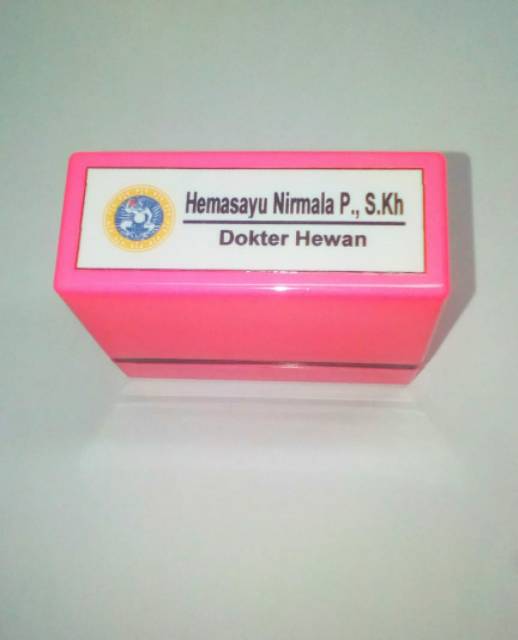 Hemasayu Nirmala P., S.Kh
Dokter Hewan